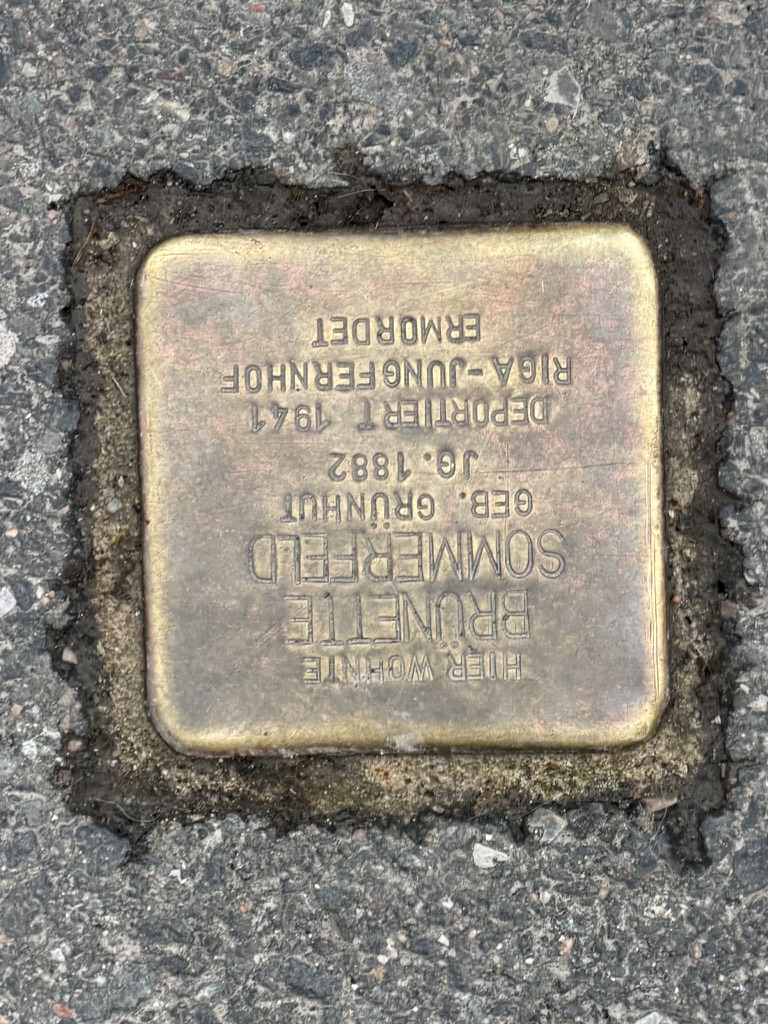 HIER WOHNTE
BRÜNETTE
SOMMERFELD
GEB. GRÜNHUT
JG. 1882
DEPORTIERT 1941
RIGA-JUNGFERNHOF
ERMORDET